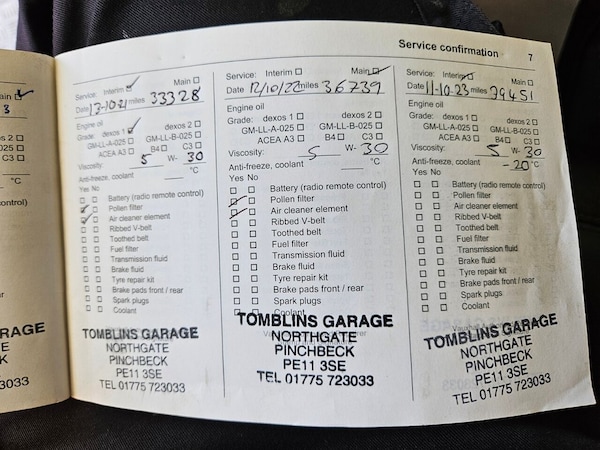 Service confirmation 7
Main ☑
3
s 2 ☐
-025 ☐
C3 ☐
°C
control)
AGE
E
K
3033
Service: Interim ☑ Main ☐
Date 13-10-21 miles 33328
Engine oil
Grade: dexos 1 ☑ dexos 2 ☐
GM-LL-A-025 ☐ GM-LL-B-025 ☐
ACEA A3 ☐ B4 ☐ C3 ☐
Viscosity: 5 W- 30
Anti-freeze, coolant °C
Yes No
☐ ☐ Battery (radio remote control)
☑ ☐ Pollen filter
☑ ☐ Air cleaner element
☐ ☐ Ribbed V-belt
☐ ☐ Toothed belt
☐ ☐ Fuel filter
☐ ☐ Transmission fluid
☐ ☐ Brake fluid
☐ ☐ Tyre repair kit
☐ ☐ Brake pads front / rear
☐ ☐ Spark plugs
☐ ☐ Coolant
TOMBLINS GARAGE
NORTHGATE
PINCHBECK
PE11 3SE
TEL 01775 723033
Service: Interim ☐ Main ☑
Date 12/10/22 miles 36739
Engine oil
Grade: dexos 1 ☐ dexos 2 ☐
GM-LL-A-025 ☐ GM-LL-B-025 ☐
ACEA A3 ☐ B4 ☐ C3 ☐
Viscosity: 5 W- 30
Anti-freeze, coolant °C
Yes No
☐ ☐ Battery (radio remote control)
☑ ☐ Pollen filter
☑ ☐ Air cleaner element
☐ ☐ Ribbed V-belt
☐ ☐ Toothed belt
☐ ☐ Fuel filter
☐ ☐ Transmission fluid
☐ ☐ Brake fluid
☐ ☐ Tyre repair kit
☐ ☐ Brake pads front / rear
☐ ☐ Spark plugs
☐ ☐ Coolant
TOMBLINS GARAGE
NORTHGATE
PINCHBECK
PE11 3SE
TEL 01775 723033
Service: Interim ☑ Main ☐
Date 11-10-23 miles 39451
Engine oil
Grade: dexos 1 ☐ dexos 2 ☐
GM-LL-A-025 ☐ GM-LL-B-025 ☐
ACEA A3 ☐ B4 ☐ C3 ☐
Viscosity: 5 W- 30
Anti-freeze, coolant -20 °C
Yes No
☐ ☐ Battery (radio remote control)
☐ ☐ Pollen filter
☐ ☐ Air cleaner element
☐ ☐ Ribbed V-belt
☐ ☐ Toothed belt
☐ ☐ Fuel filter
☐ ☐ Transmission fluid
☐ ☐ Brake fluid
☐ ☐ Tyre repair kit
☐ ☐ Brake pads front / rear
☐ ☐ Spark plugs
☐ ☐ Coolant
TOMBLINS GARAGE
NORTHGATE
PINCHBECK
PE11 3SE
TEL 01775 723033